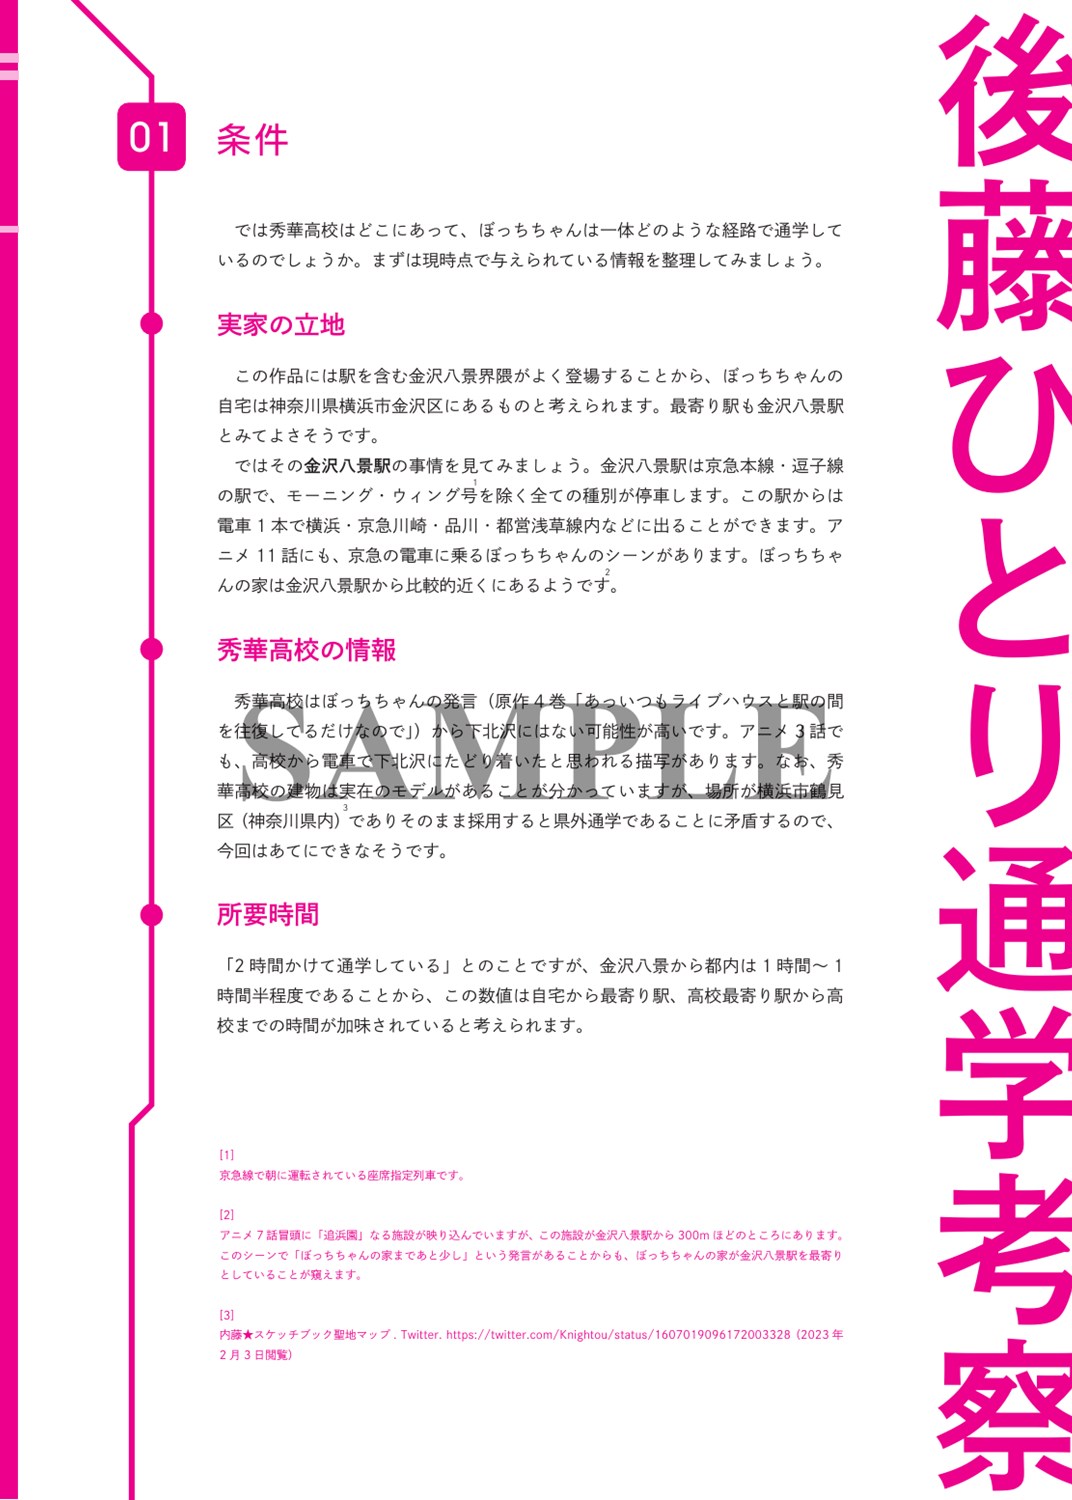 後藤ひとり通学考察
01 条件
では秀華高校はどこにあって、ぼっちちゃんは一体どのような経路で通学して
いるのでしょうか。まずは現時点で与えられている情報を整理してみましょう。
実家の立地
この作品には駅を含む金沢八景界隈がよく登場することから、ぼっちちゃんの
自宅は神奈川県横浜市金沢区にあるものと考えられます。最寄り駅も金沢八景駅
とみてよさそうです。
ではその金沢八景駅の事情を見てみましょう。金沢八景駅は京急本線・逗子線
の駅で、モーニング・ウィング号1を除く全ての種別が停車します。この駅からは
電車 1 本で横浜・京急川崎・品川・都営浅草線内などに出ることができます。ア
ニメ 11 話にも、京急の電車に乗るぼっちちゃんのシーンがあります。ぼっちちゃ
んの家は金沢八景駅から比較的近くにあるようです2。
秀華高校の情報
秀華高校はぼっちちゃんの発言（原作 4 巻「あっいつもライブハウスと駅の間
を往復してるだけなので」）から下北沢にはない可能性が高いです。アニメ 3 話で
も、高校から電車で下北沢にたどり着いたと思われる描写があります。なお、秀
華高校の建物は実在のモデルがあることが分かっていますが、場所が横浜市鶴見
区（神奈川県内）3でありそのまま採用すると県外通学であることに矛盾するので、
今回はあてにできなそうです。
SAMPLE
所要時間
「2 時間かけて通学している」とのことですが、金沢八景から都内は 1 時間〜 1
時間半程度であることから、この数値は自宅から最寄り駅、高校最寄り駅から高
校までの時間が加味されていると考えられます。
[1]
京急線で朝に運転されている座席指定列車です。
[2]
アニメ 7 話冒頭に「追浜園」なる施設が映り込んでいますが、この施設が金沢八景駅から 300m ほどのところにあります。
このシーンで「ぼっちちゃんの家まであと少し」という発言があることからも、ぼっちちゃんの家が金沢八景駅を最寄り
としていることが窺えます。
[3]
内藤★スケッチブック聖地マップ . Twitter. https://twitter.com/Knightou/status/1607019096172003328（2023 年
2 月 3 日閲覧）